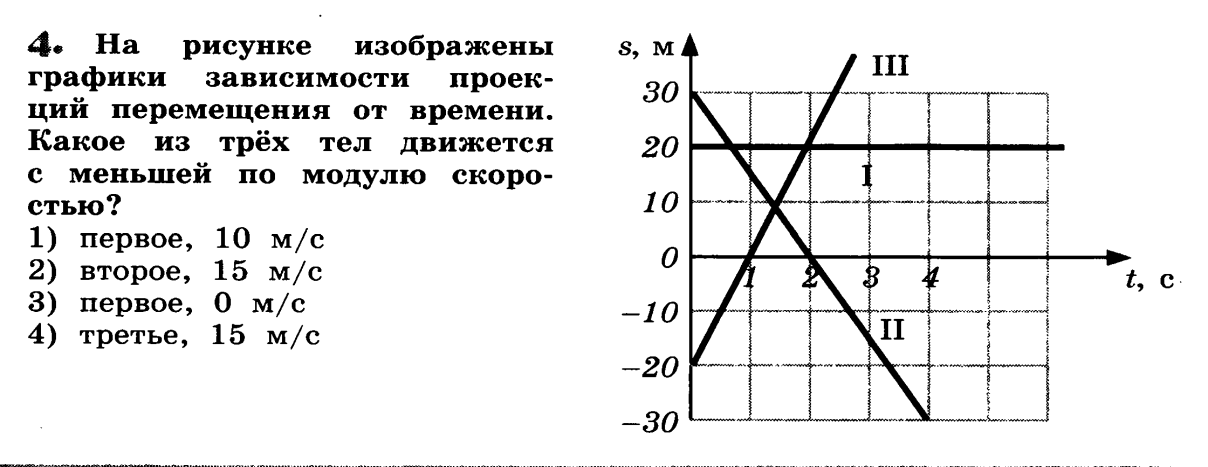 4. На рисунке изображены
графики зависимости проек-
ций перемещения от времени.
Какое из трёх тел движется
с меньшей по модулю скоро-
стью?
1) первое, 10 м/с
2) второе, 15 м/с
3) первое, 0 м/с
4) третье, 15 м/с
s, м
III
30
20
I
10
0
1 2 3 4
t, с
−10
II
−20
−30